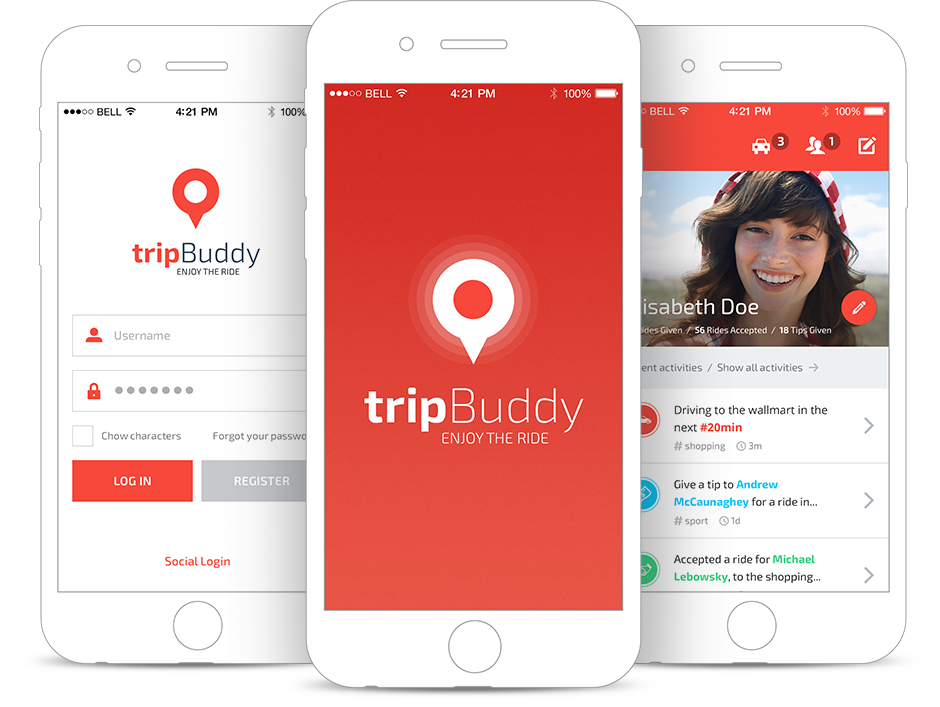 BELL 4:21 PM 100%
tripBuddy
ENJOY THE RIDE
Username
Chow characters
Forgot your passwo
LOG IN
REGISTER
Social Login
BELL 4:21 PM 100%
tripBuddy
ENJOY THE RIDE
BELL 4:21 PM 100%
3
1
lisabeth Doe
ides Given / 56 Rides Accepted / 18 Tips Given
ent activities / Show all activities
Driving to the wallmart in the
next #20min
# shopping 3m
Give a tip to Andrew
McCaunaghey for a ride in...
# sport 1d
Accepted a ride for Michael
Lebowsky, to the shopping...